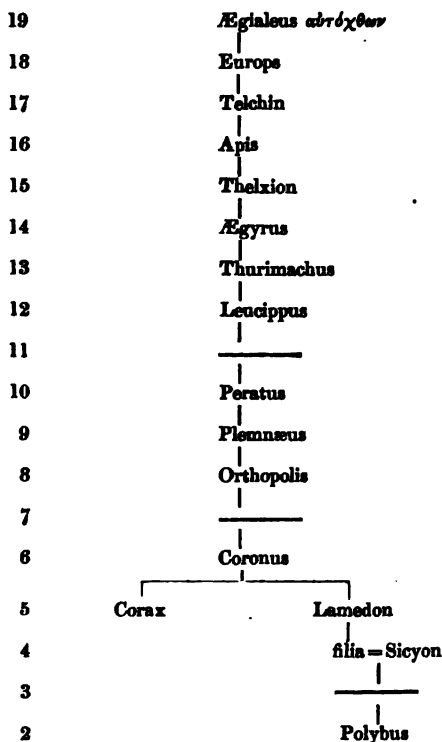 19 Ægialeus αὐτόχθων
18 Europs
17 Telchin
16 Apis
15 Thelxion
14 Ægyrus
13 Thurimachus
12 Leucippus
11
10 Peratus
9 Plemnæus
8 Orthopolis
7
6 Coronus
5 Corax Lamedon
4 filia = Sicyon
3
2 Polybus